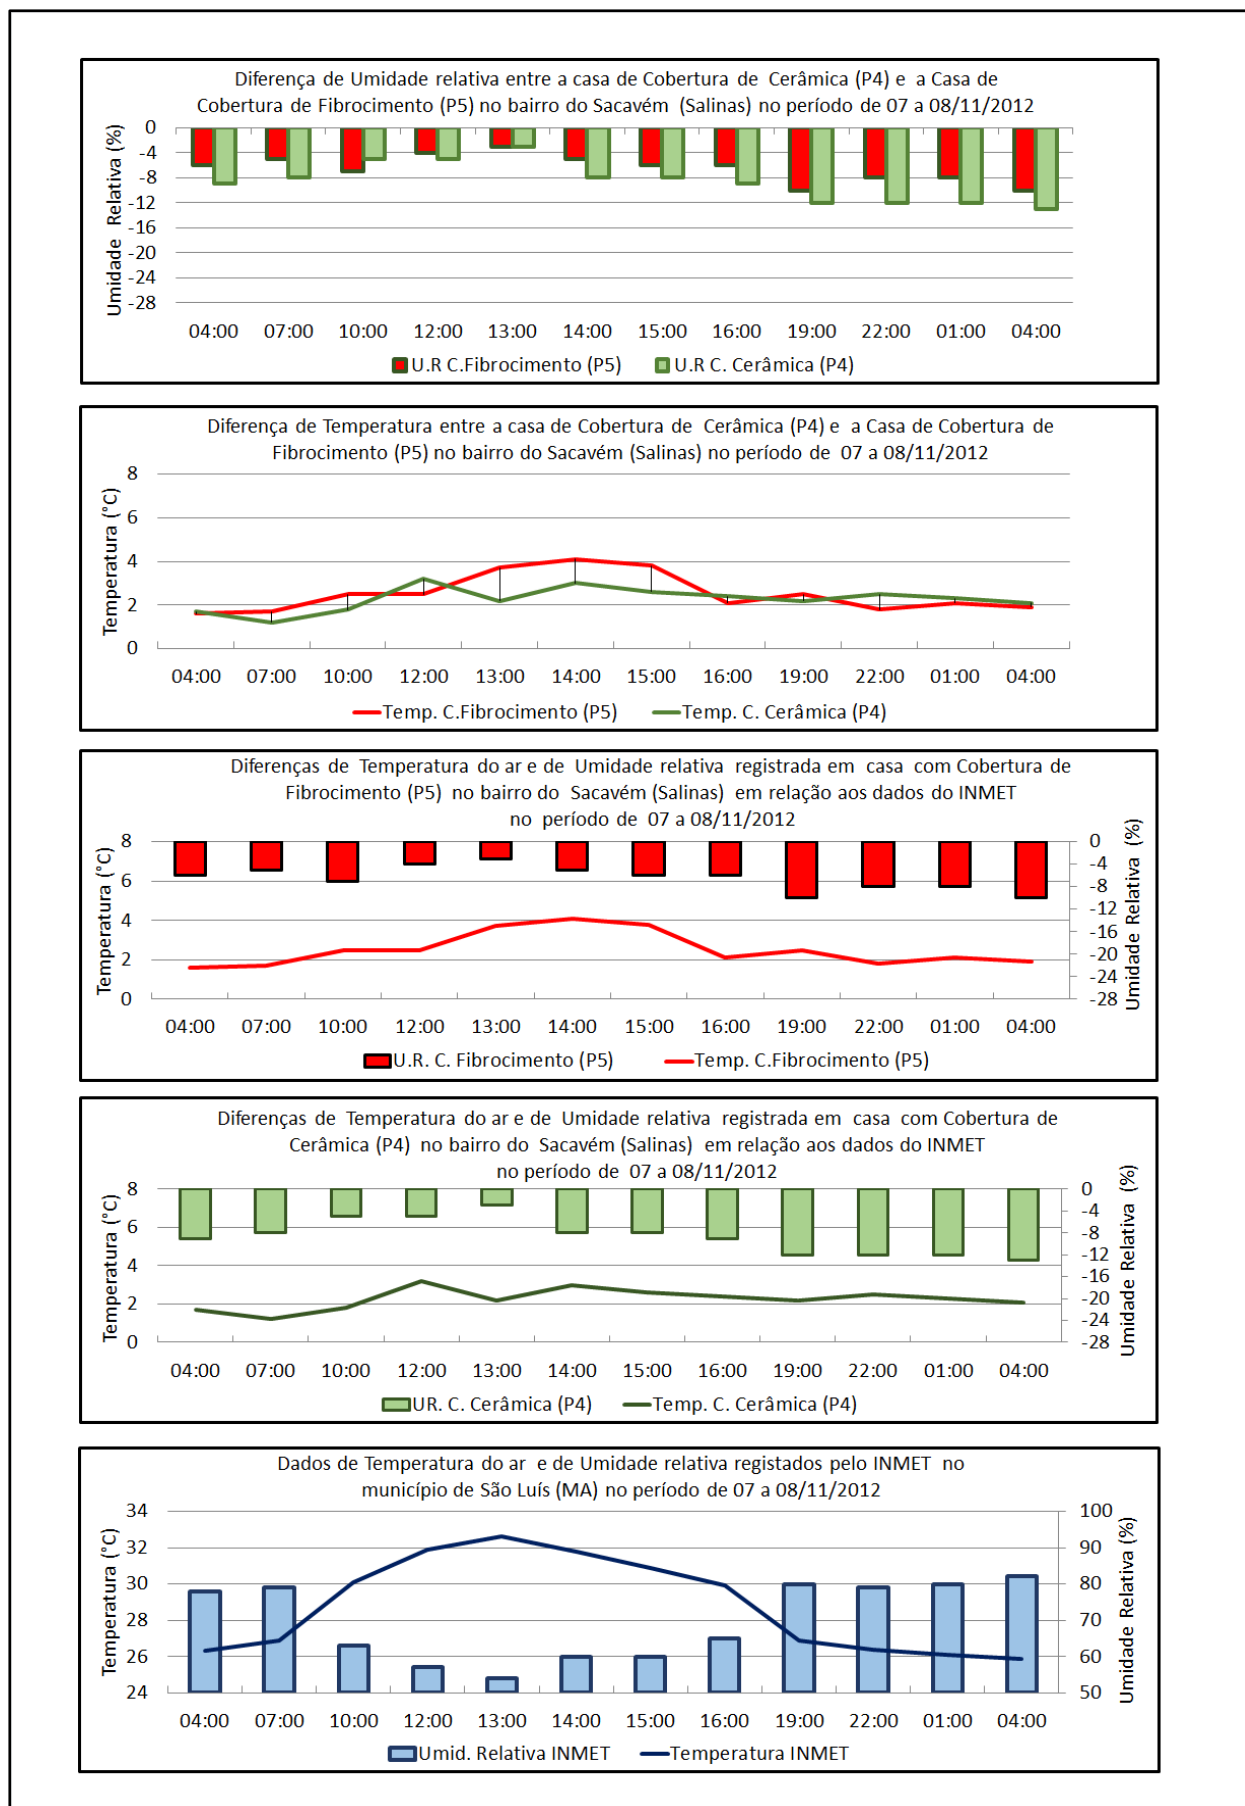 Diferença de Umidade relativa entre a casa de Cobertura de Cerâmica (P4) e a Casa de
Cobertura de Fibrocimento (P5) no bairro do Sacavém (Salinas) no período de 07 a 08/11/2012
Umidade Relativa (%)
0
-4
-8
-12
-16
-20
-24
-28
04:00 07:00 10:00 12:00 13:00 14:00 15:00 16:00 19:00 22:00 01:00 04:00
U.R C.Fibrocimento (P5) U.R C. Cerâmica (P4)
Diferença de Temperatura entre a casa de Cobertura de Cerâmica (P4) e a Casa de Cobertura de
Fibrocimento (P5) no bairro do Sacavém (Salinas) no período de 07 a 08/11/2012
Temperatura (°C)
8
6
4
2
0
04:00 07:00 10:00 12:00 13:00 14:00 15:00 16:00 19:00 22:00 01:00 04:00
Temp. C.Fibrocimento (P5) Temp. C. Cerâmica (P4)
Diferenças de Temperatura do ar e de Umidade relativa registrada em casa com Cobertura de
Fibrocimento (P5) no bairro do Sacavém (Salinas) em relação aos dados do INMET
no período de 07 a 08/11/2012
Temperatura (°C)
8
6
4
2
0
0
-4
-8
-12
-16
-20
-24
-28
Umidade Relativa (%)
04:00 07:00 10:00 12:00 13:00 14:00 15:00 16:00 19:00 22:00 01:00 04:00
U.R. C. Fibrocimento (P5) Temp. C.Fibrocimento (P5)
Diferenças de Temperatura do ar e de Umidade relativa registrada em casa com Cobertura de
Cerâmica (P4) no bairro do Sacavém (Salinas) em relação aos dados do INMET
no período de 07 a 08/11/2012
Temperatura (°C)
8
6
4
2
0
0
-4
-8
-12
-16
-20
-24
-28
Umidade Relativa (%)
04:00 07:00 10:00 12:00 13:00 14:00 15:00 16:00 19:00 22:00 01:00 04:00
UR. C. Cerâmica (P4) Temp. C. Cerâmica (P4)
Dados de Temperatura do ar e de Umidade relativa registados pelo INMET no
município de São Luís (MA) no período de 07 a 08/11/2012
Temperatura (°C)
34
32
30
28
26
24
100
90
80
70
60
50
Umidade Relativa (%)
04:00 07:00 10:00 12:00 13:00 14:00 15:00 16:00 19:00 22:00 01:00 04:00
Umid. Relativa INMET Temperatura INMET